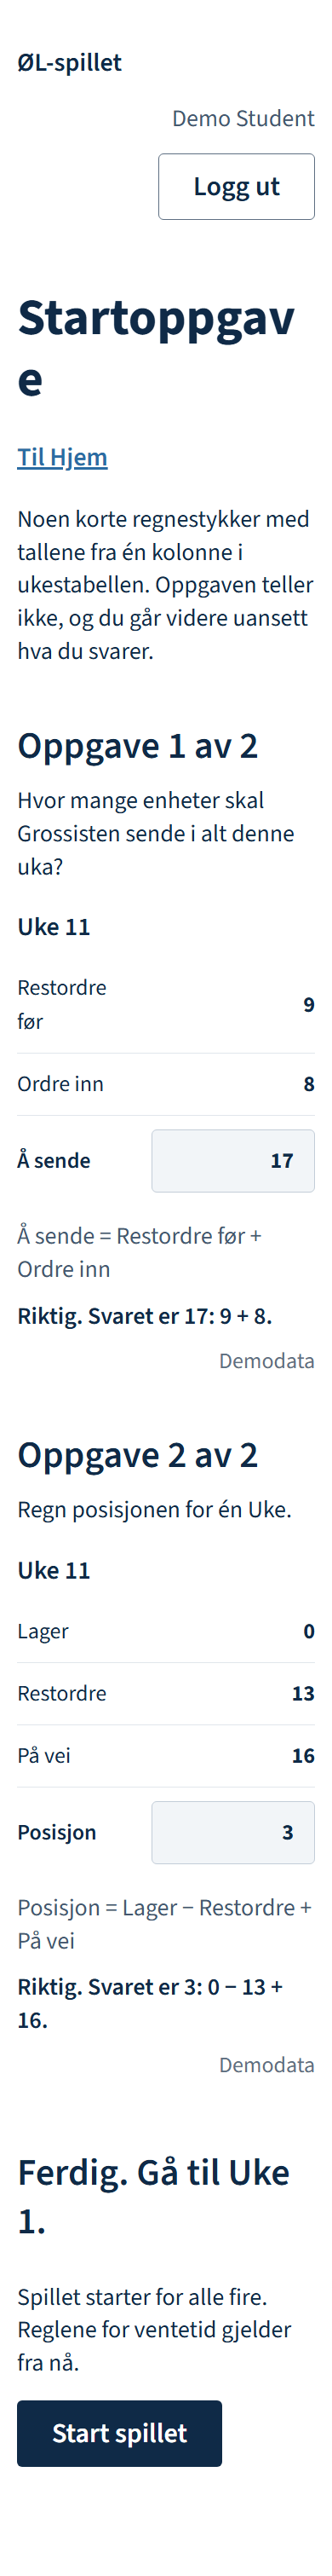 ØL-spillet
Demo Student
Logg ut
Startoppgav
e
Til Hjem
Noen korte regnestykker med
tallene fra én kolonne i
ukestabellen. Oppgaven teller
ikke, og du går videre uansett
hva du svarer.
Oppgave 1 av 2
Hvor mange enheter skal
Grossisten sende i alt denne
uka?
Uke 11
Restordre
før
9
Ordre inn 8
Å sende 17
Å sende = Restordre før +
Ordre inn
Riktig. Svaret er 17: 9 + 8.
Demodata
Oppgave 2 av 2
Regn posisjonen for én Uke.
Uke 11
Lager 0
Restordre 13
På vei 16
Posisjon 3
Posisjon = Lager − Restordre +
På vei
Riktig. Svaret er 3: 0 − 13 +
16.
Demodata
Ferdig. Gå til Uke
1.
Spillet starter for alle fire.
Reglene for ventetid gjelder
fra nå.
Start spillet